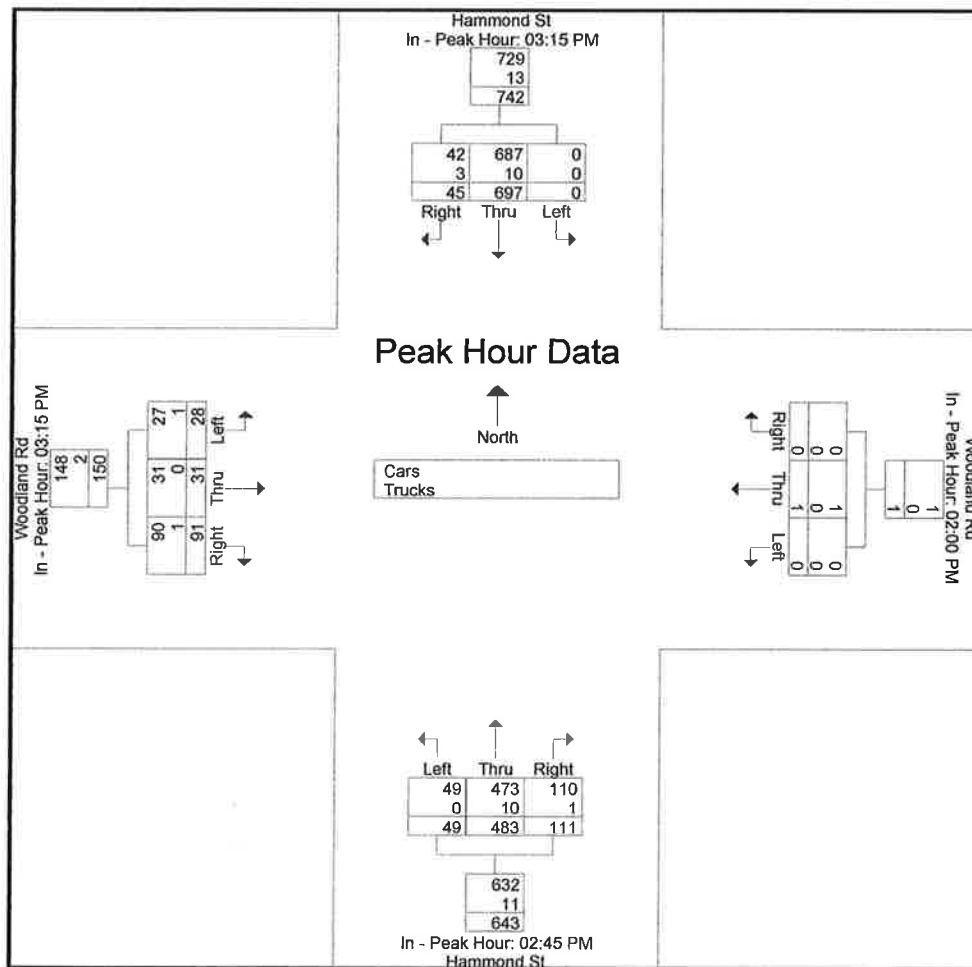 Hammond St
In - Peak Hour: 03:15 PM
729
13
742
42 687 0
3 10 0
45 697 0
Right Thru Left
Peak Hour Data
North
Cars
Trucks
Woodland Rd
In - Peak Hour: 03:15 PM
148
2
150
27 31 90
1 0 1
28 31 91
Left Thru Right
Woodland Rd
In - Peak Hour: 02:00 PM
1
0
1
0 1 0
0 0 0
0 1 0
Right Thru Left
Left Thru Right
49 473 110
0 10 1
49 483 111
632
11
643
In - Peak Hour: 02:45 PM
Hammond St